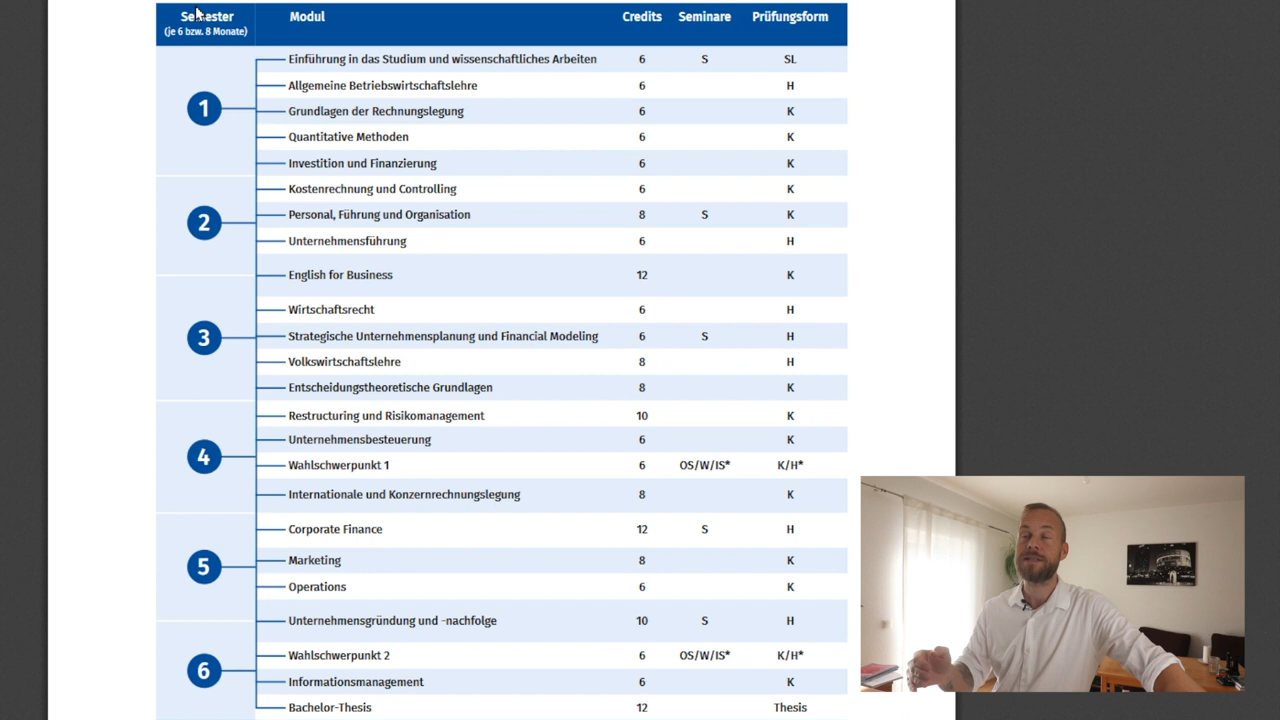 Semester Modul Credits Seminare Prüfungsform
(je 6 bzw. 8 Monate)
1
Einführung in das Studium und wissenschaftliches Arbeiten 6 S SL
Allgemeine Betriebswirtschaftslehre 6 H
Grundlagen der Rechnungslegung 6 K
Quantitative Methoden 6 K
Investition und Finanzierung 6 K
2
Kostenrechnung und Controlling 6 K
Personal, Führung und Organisation 8 S K
Unternehmensführung 6 H
English for Business 12 K
3
Wirtschaftsrecht 6 H
Strategische Unternehmensplanung und Financial Modeling 6 S H
Volkswirtschaftslehre 8 H
Entscheidungstheoretische Grundlagen 8 K
4
Restructuring und Risikomanagement 10 K
Unternehmensbesteuerung 6 K
Wahlschwerpunkt 1 6 OS/W/IS* K/H*
Internationale und Konzernrechnungslegung 8 K
5
Corporate Finance 12 S H
Marketing 8 K
Operations 6 K
Unternehmensgründung und -nachfolge 10 S H
6
Wahlschwerpunkt 2 6 OS/W/IS* K/H*
Informationsmanagement 6 K
Bachelor-Thesis 12 Thesis